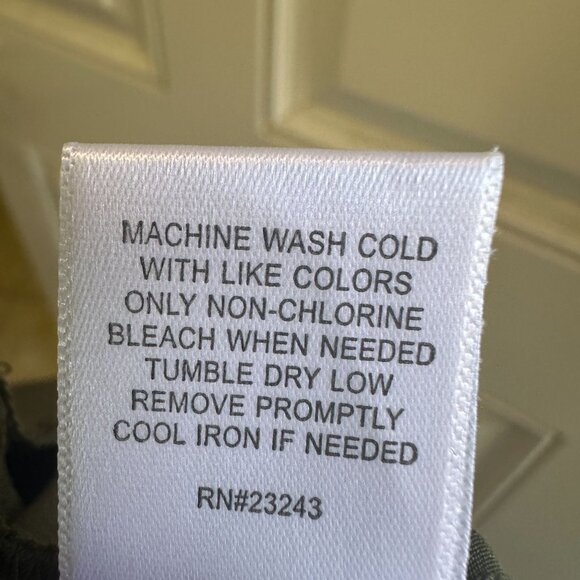 MACHINE WASH COLD
WITH LIKE COLORS
ONLY NON-CHLORINE
BLEACH WHEN NEEDED
TUMBLE DRY LOW
REMOVE PROMPTLY
COOL IRON IF NEEDED
RN#23243